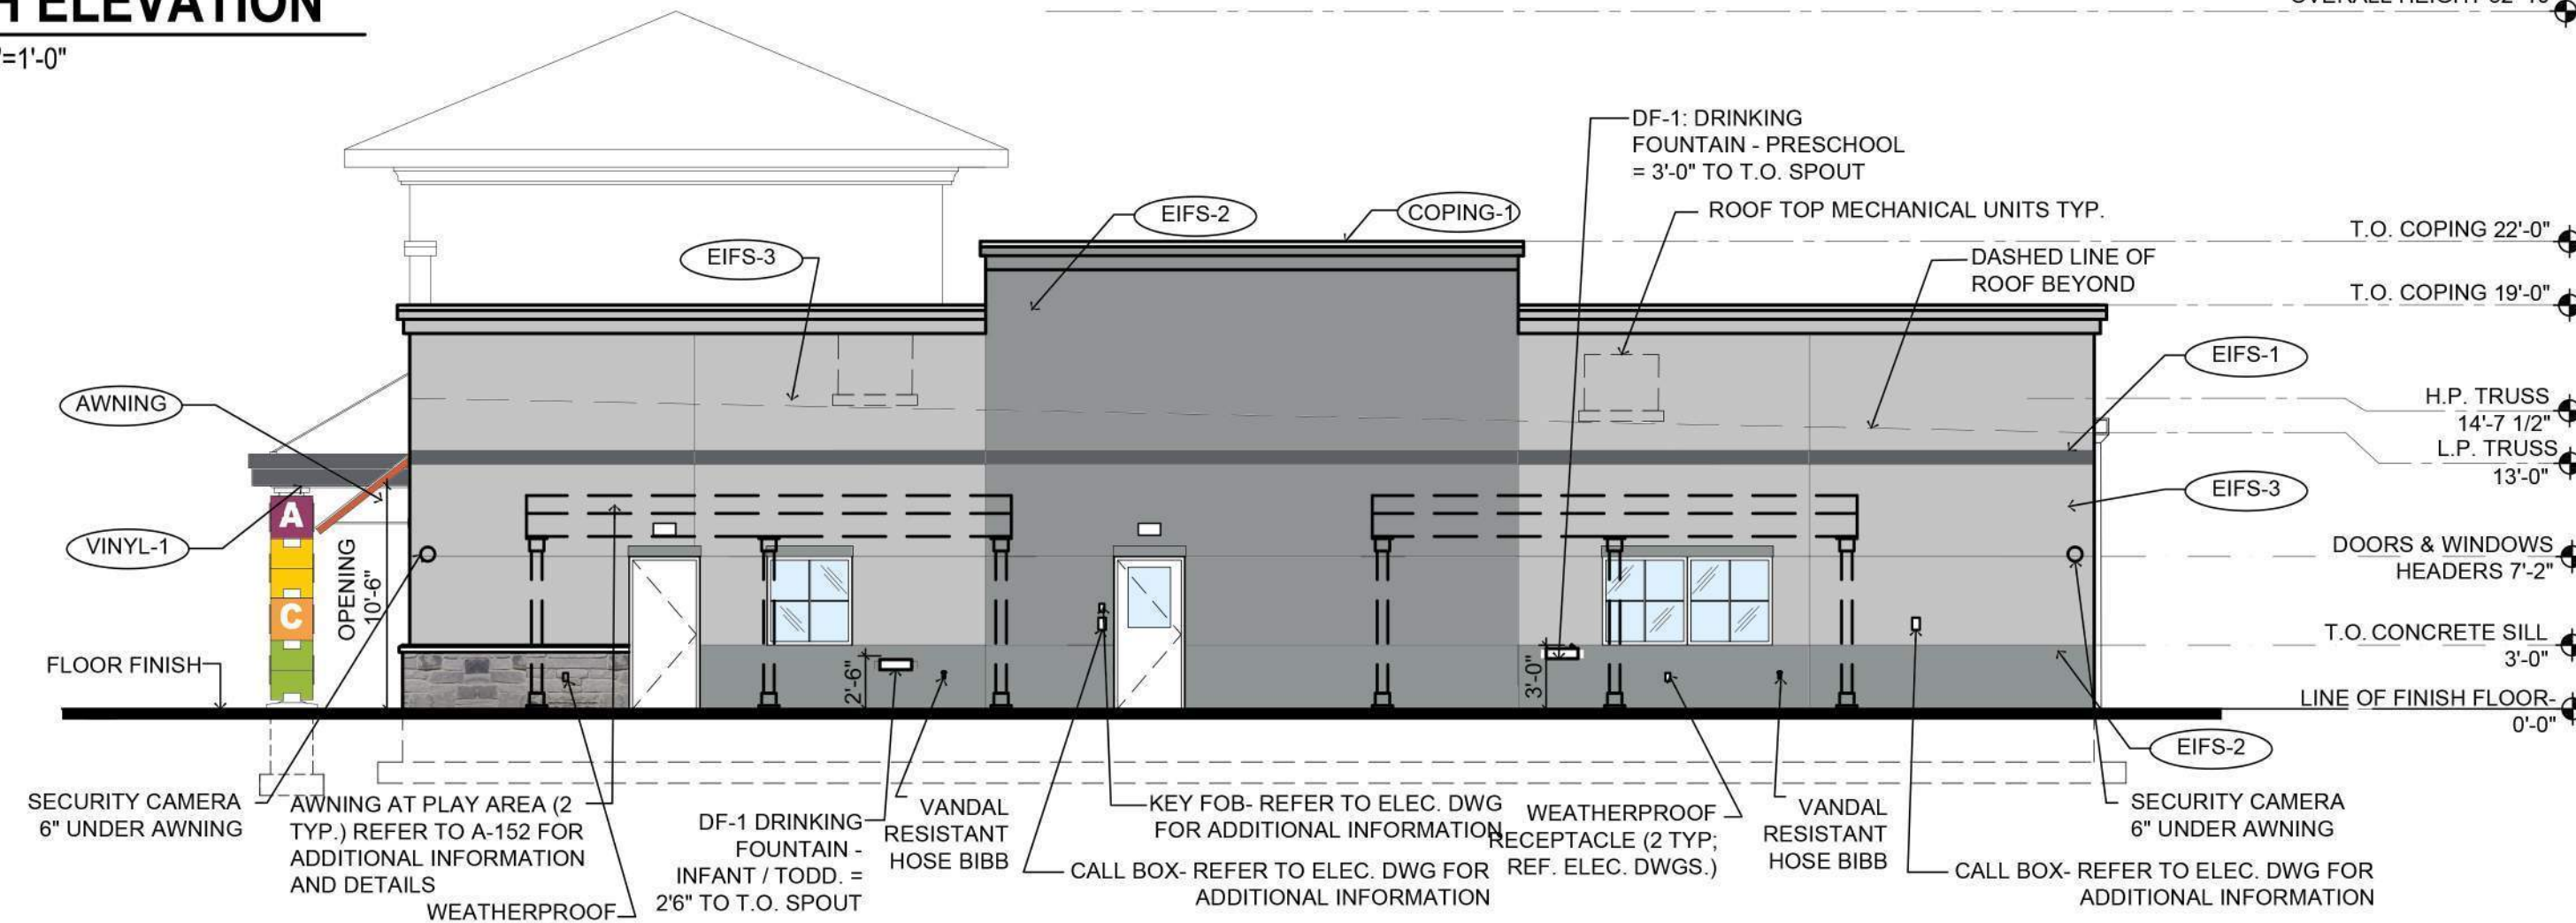 H ELEVATION
"=1'-0"
OVERALL HEIGHT 32'-10"
DF-1: DRINKING
FOUNTAIN - PRESCHOOL
= 3'-0" TO T.O. SPOUT
EIFS-2
COPING-1
ROOF TOP MECHANICAL UNITS TYP.
T.O. COPING 22'-0"
EIFS-3
DASHED LINE OF
ROOF BEYOND
T.O. COPING 19'-0"
EIFS-1
AWNING
H.P. TRUSS
14'-7 1/2"
L.P. TRUSS
13'-0"
EIFS-3
A
VINYL-1
OPENING
10'-6"
DOORS & WINDOWS
HEADERS 7'-2"
C
T.O. CONCRETE SILL
3'-0"
FLOOR FINISH
2'-6"
3'-0"
LINE OF FINISH FLOOR-
0'-0"
EIFS-2
SECURITY CAMERA
6" UNDER AWNING
AWNING AT PLAY AREA (2
TYP.) REFER TO A-152 FOR
ADDITIONAL INFORMATION
AND DETAILS
WEATHERPROOF
DF-1 DRINKING
FOUNTAIN -
INFANT / TODD. =
2'6" TO T.O. SPOUT
VANDAL
RESISTANT
HOSE BIBB
KEY FOB- REFER TO ELEC. DWG
FOR ADDITIONAL INFORMATION
CALL BOX- REFER TO ELEC. DWG FOR
ADDITIONAL INFORMATION
WEATHERPROOF
RECEPTACLE (2 TYP;
REF. ELEC. DWGS.)
VANDAL
RESISTANT
HOSE BIBB
SECURITY CAMERA
6" UNDER AWNING
CALL BOX- REFER TO ELEC. DWG FOR
ADDITIONAL INFORMATION